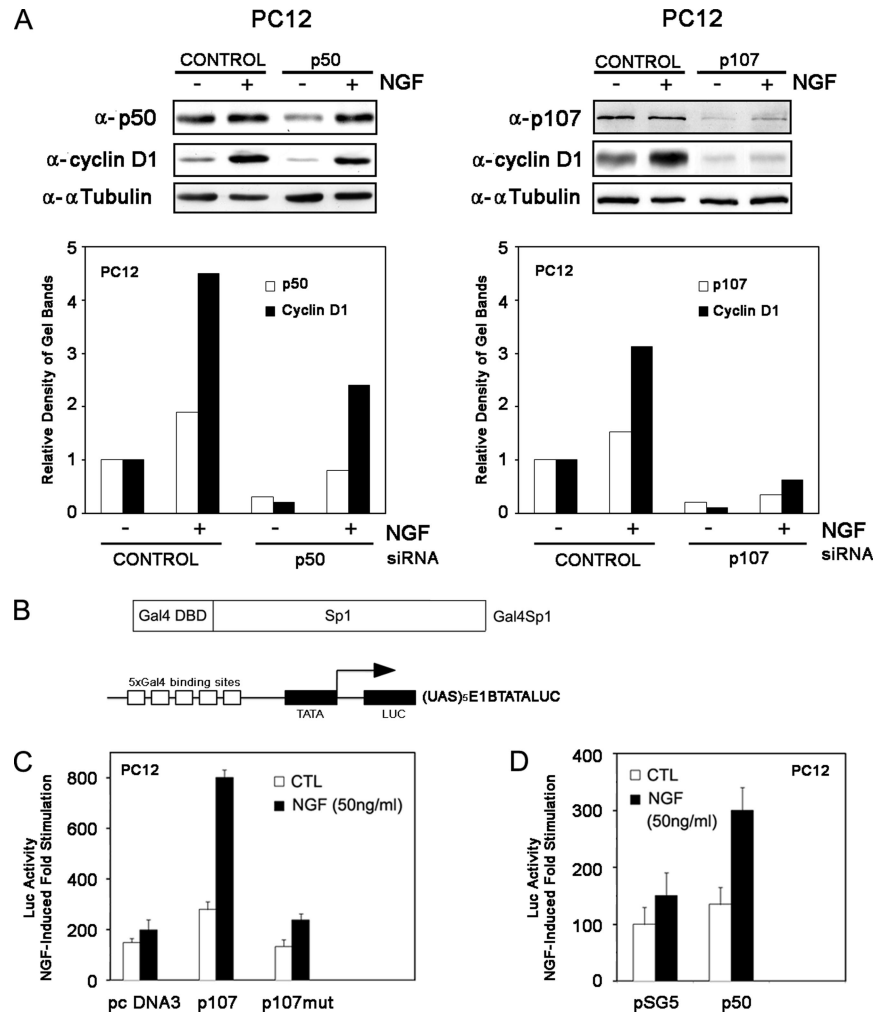 A
PC12
PC12
CONTROL p50
- + - + NGF
α-p50
α-cyclin D1
α-αTubulin
CONTROL p107
- + - + NGF
α-p107
α-cyclin D1
α-αTubulin
PC12
p50
Cyclin D1
Relative Density of Gel Bands
5
4
3
2
1
0
- + - + NGF
CONTROL p50 siRNA
PC12
p107
Cyclin D1
Relative Density of Gel Bands
5
4
3
2
1
0
- + - + NGF
CONTROL p107 siRNA
B
Gal4 DBD Sp1 Gal4Sp1
5xGal4 binding sites
TATA LUC
(UAS)₅E1BTATALUC
C
PC12
CTL
NGF (50ng/ml)
Luc Activity
NGF-Induced Fold Stimulation
800
600
400
200
0
pc DNA3 p107 p107mut
D
PC12
CTL
NGF
(50ng/ml)
Luc Activity
NGF-Induced Fold Stimulation
400
300
200
100
0
pSG5 p50